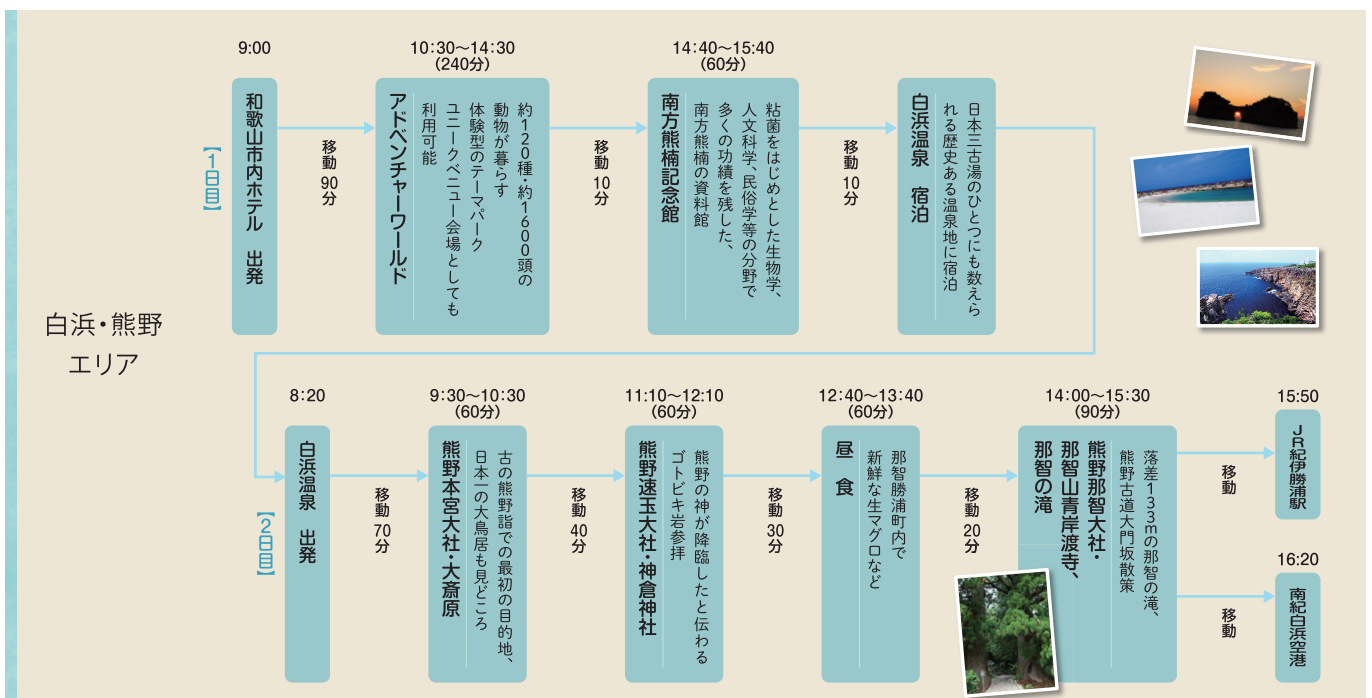 白浜・熊野
エリア
【1日目】
9:00
和歌山市内ホテル 出発
移動90分
10:30～14:30
(240分)
アドベンチャーワールド
約120種・約1600頭の
動物が暮らす
体験型のテーマパーク
ユニークベニュー会場としても
利用可能
移動10分
14:40～15:40
(60分)
南方熊楠記念館
粘菌をはじめとした生物学、
人文科学、民俗学等の分野で
多くの功績を残した、
南方熊楠の資料館
移動10分
白浜温泉 宿泊
日本三古湯のひとつにも数えら
れる歴史ある温泉地に宿泊
【2日目】
8:20
白浜温泉 出発
移動70分
9:30～10:30
(60分)
熊野本宮大社・大斎原
古の熊野詣での最初の目的地、
日本一の大鳥居も見どころ
移動40分
11:10～12:10
(60分)
熊野速玉大社・神倉神社
熊野の神が降臨したと伝わる
ゴトビキ岩参拝
移動30分
12:40～13:40
(60分)
昼 食
那智勝浦町内で
新鮮な生マグロなど
移動20分
14:00～15:30
(90分)
熊野那智大社・
那智山青岸渡寺、
那智の滝
落差133mの那智の滝、
熊野古道大門坂散策
移動
15:50
JR紀伊勝浦駅
移動
16:20
南紀白浜空港